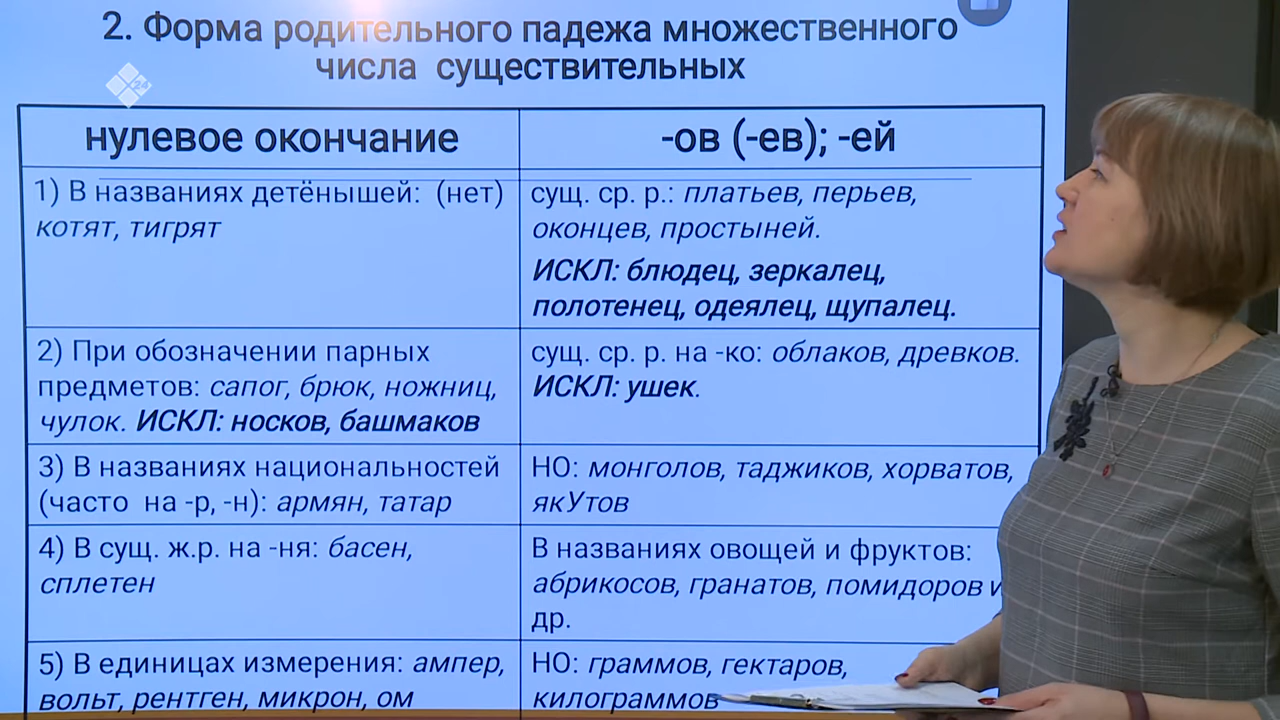 2. Форма родительного падежа множественного
числа существительных
24
нулевое окончание
-ов (-ев); -ей
1) В названиях детёнышей: (нет)
котят, тигрят
сущ. ср. р.: платьев, перьев,
оконцев, простыней.
ИСКЛ: блюдец, зеркалец,
полотенец, одеялец, щупалец.
2) При обозначении парных
предметов: сапог, брюк, ножниц,
чулок. ИСКЛ: носков, башмаков
сущ. ср. р. на -ко: облаков, древков.
ИСКЛ: ушек.
3) В названиях национальностей
(часто на -р, -н): армян, татар
НО: монголов, таджиков, хорватов,
якУтов
4) В сущ. ж.р. на -ня: басен,
сплетен
В названиях овощей и фруктов:
абрикосов, гранатов, помидоров и
др.
5) В единицах измерения: ампер,
вольт, рентген, микрон, ом
НО: граммов, гектаров,
килограммов